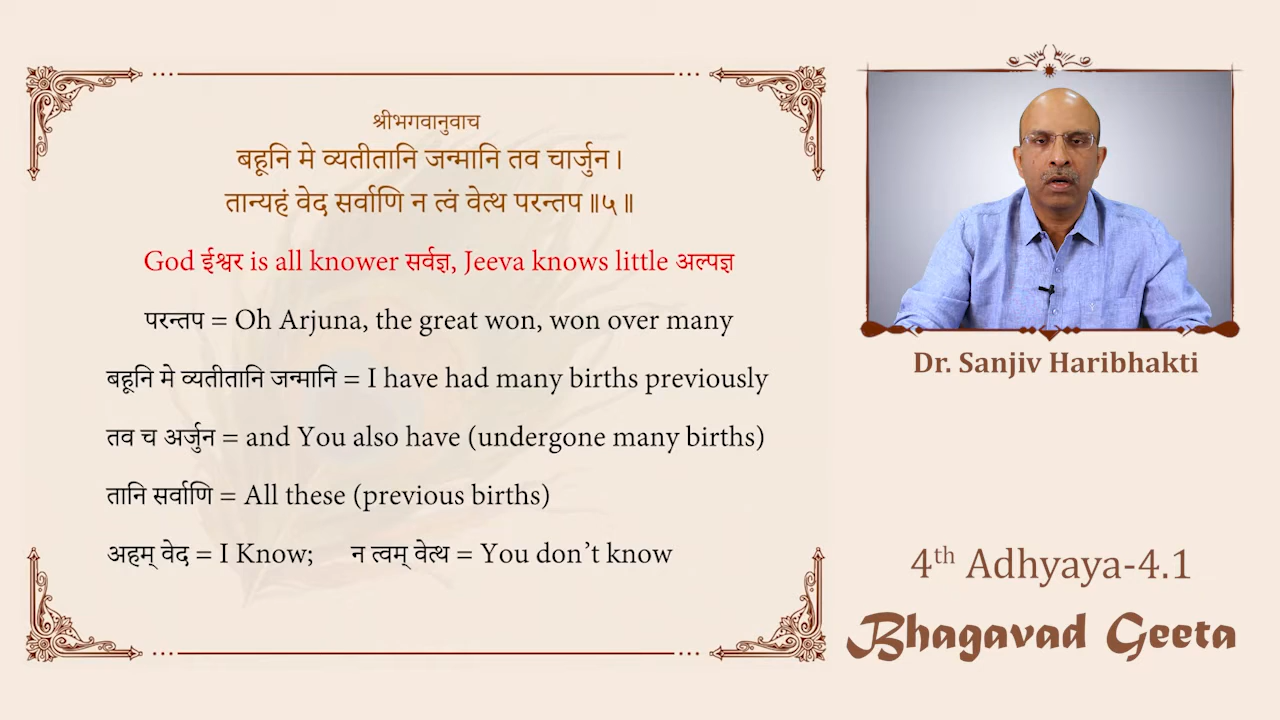 श्रीभगवानुवाच
बहूनि मे व्यतीतानि जन्मानि तव चार्जुन ।
तान्यहं वेद सर्वाणि न त्वं वेत्थ परन्तप ॥५॥
God ईश्वर is all knower सर्वज्ञ, Jeeva knows little अल्पज्ञ
परन्तप = Oh Arjuna, the great won, won over many
बहूनि मे व्यतीतानि जन्मानि = I have had many births previously
तव च अर्जुन = and You also have (undergone many births)
तानि सर्वाणि = All these (previous births)
अहम् वेद = I Know; न त्वम् वेत्थ = You don’t know
Dr. Sanjiv Haribhakti
4th Adhyaya-4.1
Bhagavad Geeta